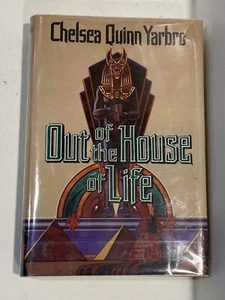 Chelsea Quinn Yarbro
Out of the House
of Life